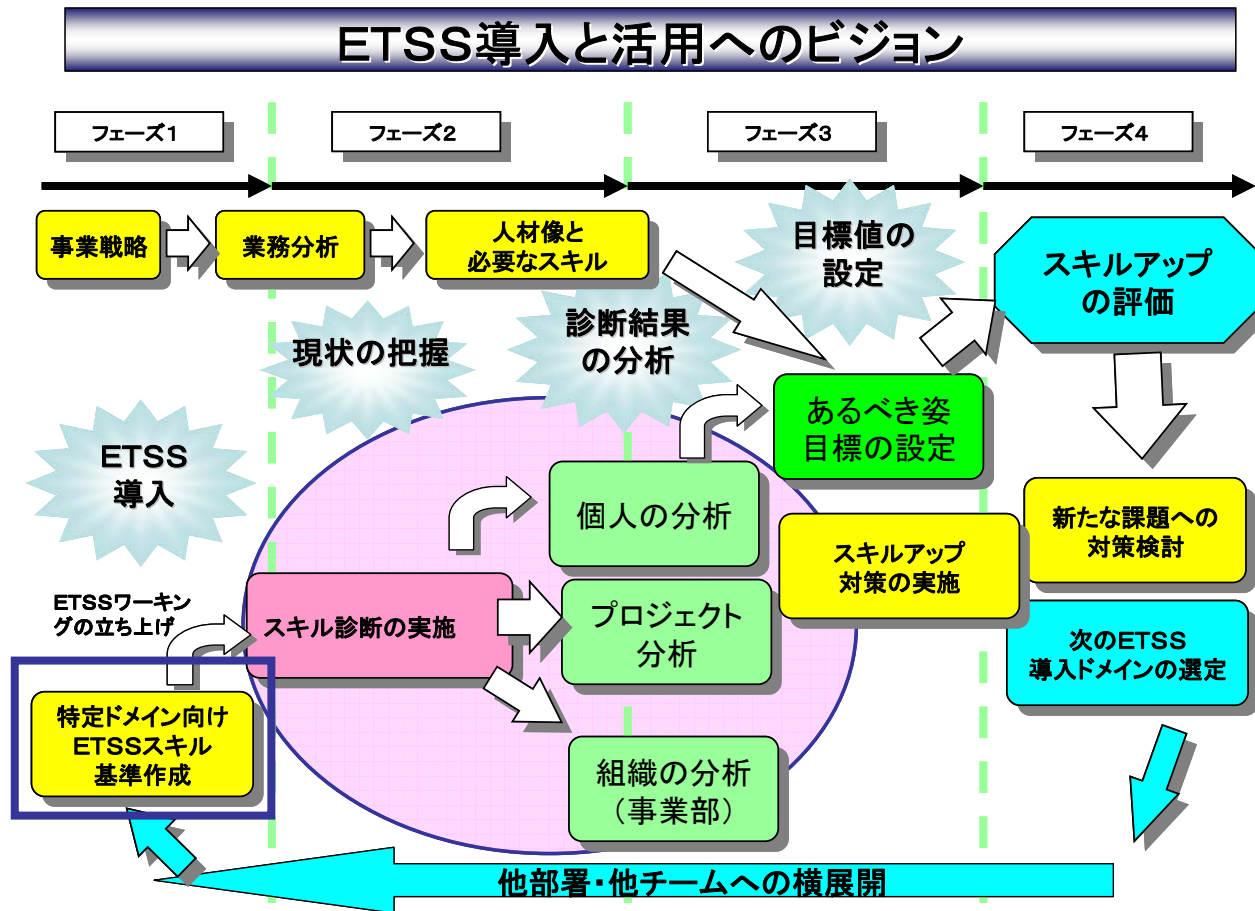 ETSS導入と活用へのビジョン
フェーズ1
フェーズ2
フェーズ3
フェーズ4
事業戦略
業務分析
人材像と
必要なスキル
目標値の
設定
スキルアップ
の評価
現状の把握
診断結果
の分析
あるべき姿
目標の設定
ETSS
導入
個人の分析
スキルアップ
対策の実施
新たな課題への
対策検討
ETSSワーキン
グの立ち上げ
スキル診断の実施
プロジェクト
分析
次のETSS
導入ドメインの選定
特定ドメイン向け
ETSSスキル
基準作成
組織の分析
（事業部）
他部署・他チームへの横展開